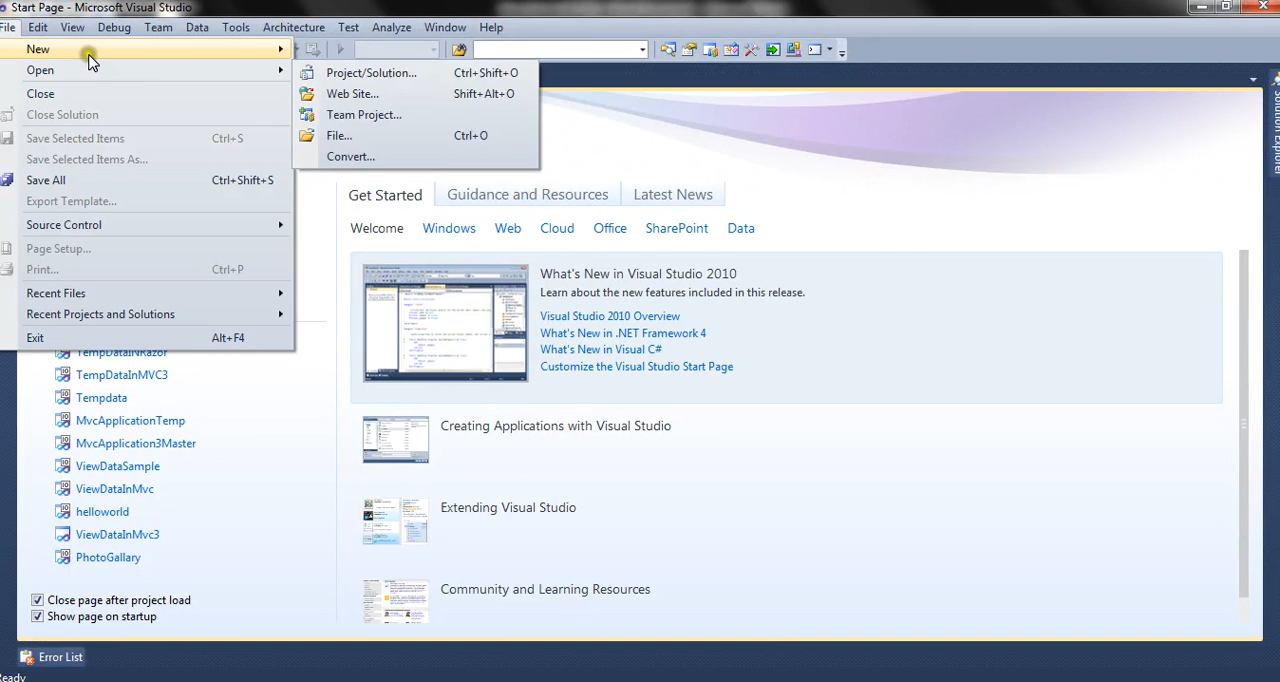 Start Page - Microsoft Visual Studio
File Edit View Debug Team Data Tools Architecture Test Analyze Window Help
New
Open
Close
Close Solution
Save Selected Items Ctrl+S
Save Selected Items As...
Save All Ctrl+Shift+S
Export Template...
Source Control
Page Setup...
Print... Ctrl+P
Recent Files
Recent Projects and Solutions
Exit Alt+F4
Project/Solution... Ctrl+Shift+O
Web Site... Shift+Alt+O
Team Project...
File... Ctrl+O
Convert...
Solution Explorer
Get Started Guidance and Resources Latest News
Welcome Windows Web Cloud Office SharePoint Data
What's New in Visual Studio 2010
Learn about the new features included in this release.
Visual Studio 2010 Overview
What's New in .NET Framework 4
What's New in Visual C#
Customize the Visual Studio Start Page
Creating Applications with Visual Studio
Extending Visual Studio
Community and Learning Resources
TempDataInRazor
TempDataInMVC3
Tempdata
MvcApplicationTemp
MvcApplication3Master
ViewDataSample
ViewDataInMvc
helloworld
ViewDataInMvc3
PhotoGallary
Close page after project load
Show page on startup
Error List
Ready